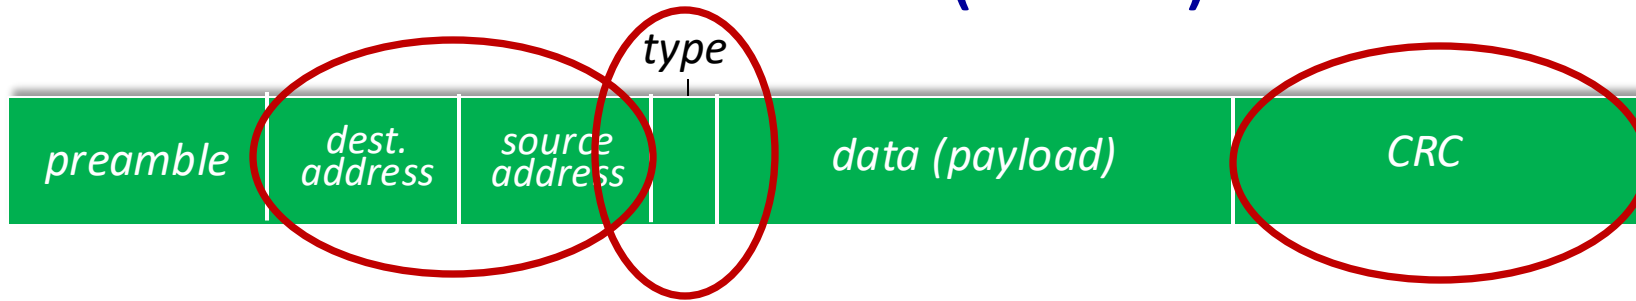 type
preamble
dest.
address
source
address
data (payload)
CRC